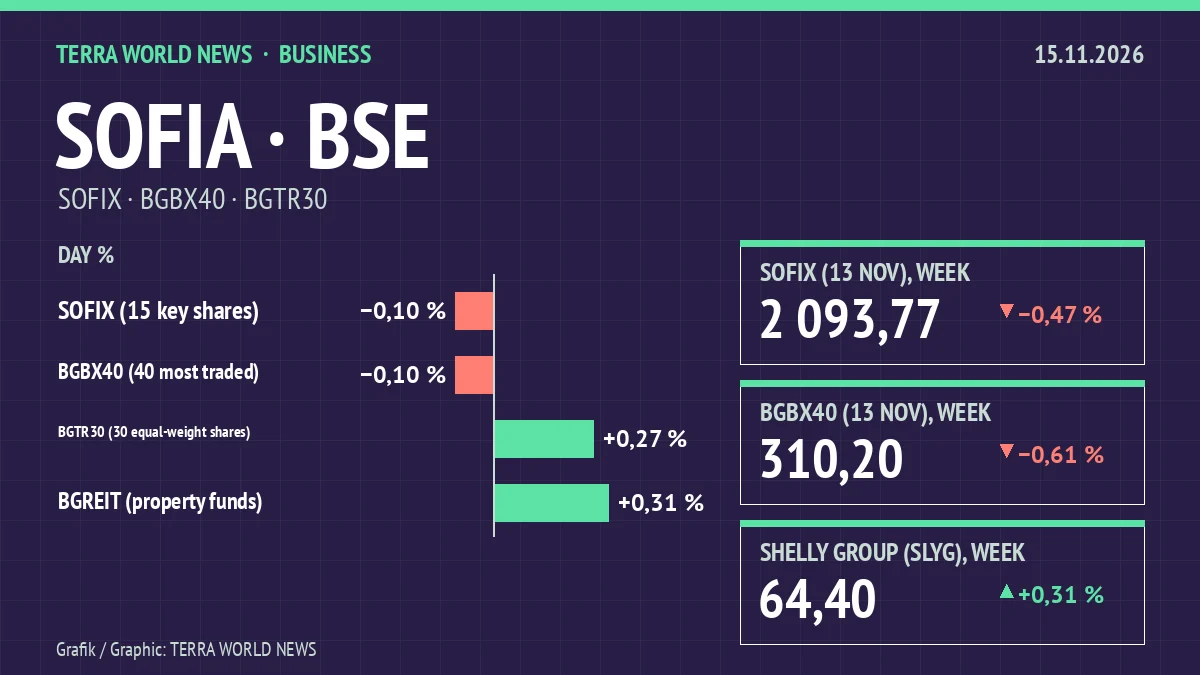 TERRA WORLD NEWS · BUSINESS
15.11.2026
SOFIA · BSE
SOFIX · BGBX40 · BGTR30
DAY %
SOFIX (15 key shares) −0,10 %
BGBX40 (40 most traded) −0,10 %
BGTR30 (30 equal-weight shares) +0,27 %
BGREIT (property funds) +0,31 %
SOFIX (13 NOV), WEEK
2 093,77 ▼−0,47 %
BGBX40 (13 NOV), WEEK
310,20 ▼−0,61 %
SHELLY GROUP (SLYG), WEEK
64,40 ▲+0,31 %
Grafik / Graphic: TERRA WORLD NEWS